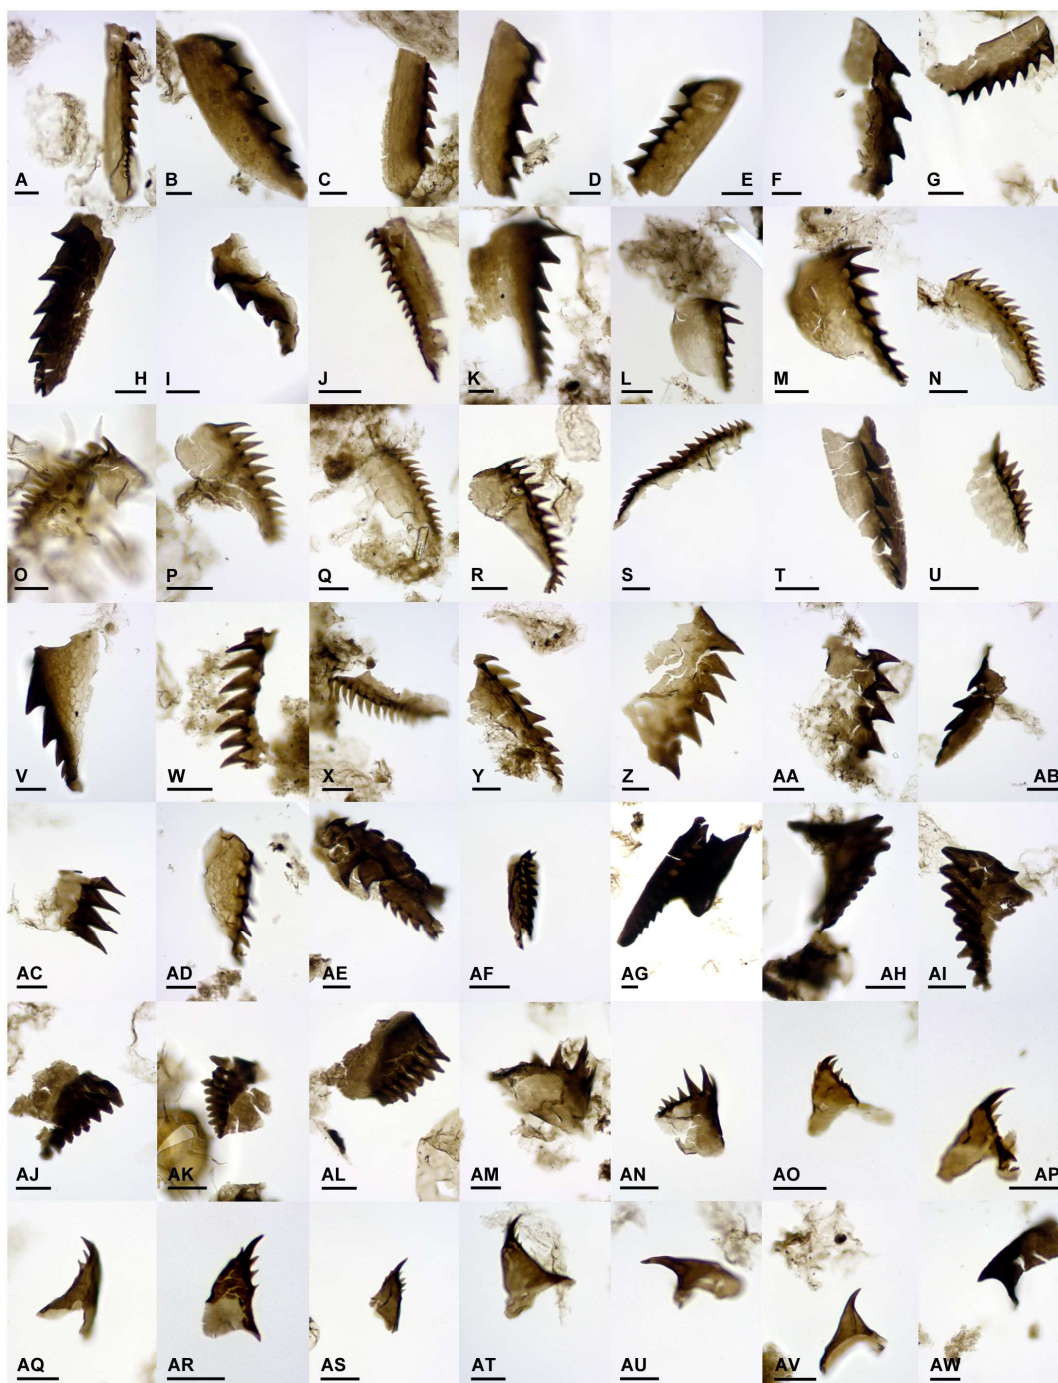 A B C D E F G
H I J K L M N
O P Q R S T U
V W X Y Z AA AB
AC AD AE AF AG AH AI
AJ AK AL AM AN AO AP
AQ AR AS AT AU AV AW